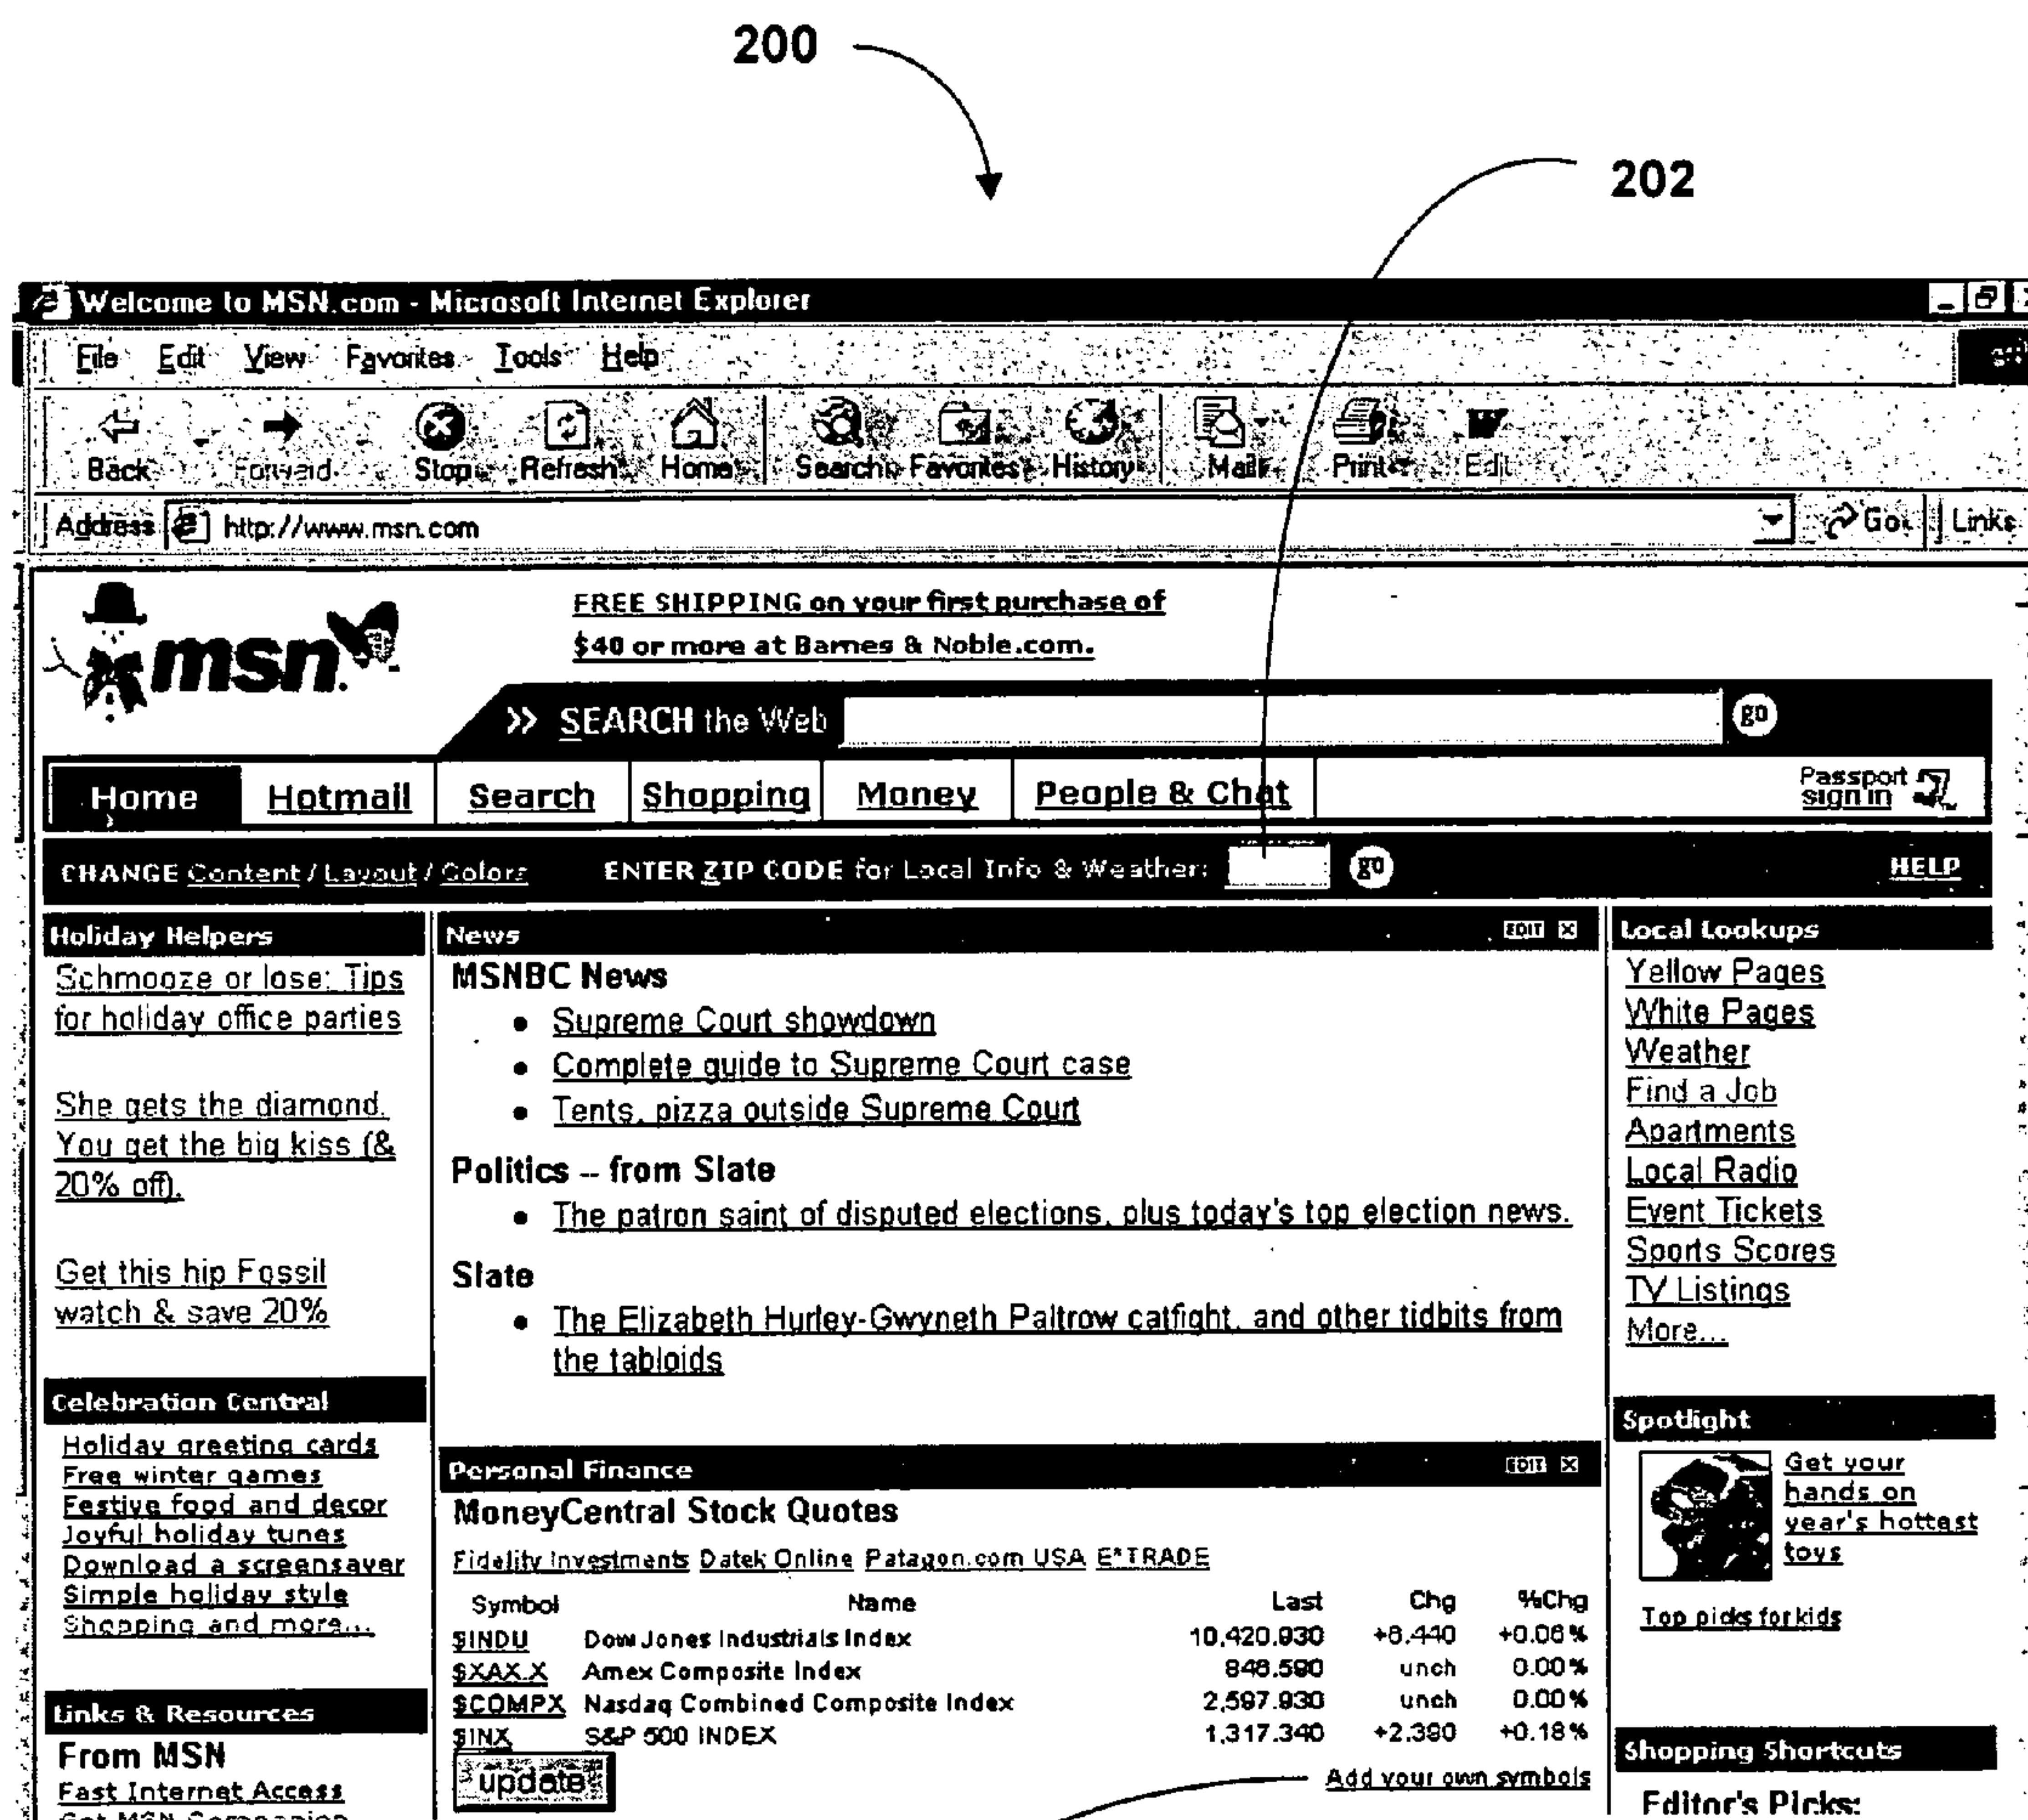 200
202
Welcome to MSN.com - Microsoft Internet Explorer
File Edit View Favorites Tools Help
Back Forward Stop Refresh Home Search Favorites History Mail Print Edit
Address http://www.msn.com Go Links
msn
FREE SHIPPING on your first purchase of
$40 or more at Barnes & Noble.com.
>> SEARCH the Web go
Home Hotmail Search Shopping Money People & Chat Passport
sign in
CHANGE Content / Layout / Colors ENTER ZIP CODE for Local Info & Weather: go HELP
Holiday Helpers
Schmooze or lose: Tips
for holiday office parties
She gets the diamond.
You get the big kiss (&
20% off).
Get this hip Fossil
watch & save 20%
Celebration Central
Holiday greeting cards
Free winter games
Festive food and decor
Joyful holiday tunes
Download a screensaver
Simple holiday style
Shopping and more...
Links & Resources
From MSN
Fast Internet Access
Get MSN Companion
News EDIT X
MSNBC News
• Supreme Court showdown
• Complete guide to Supreme Court case
• Tents, pizza outside Supreme Court
Politics -- from Slate
• The patron saint of disputed elections, plus today's top election news.
Slate
• The Elizabeth Hurley-Gwyneth Paltrow catfight, and other tidbits from
the tabloids
Personal Finance EDIT X
MoneyCentral Stock Quotes
Fidelity Investments Datek Online Patagon.com USA E*TRADE
Symbol Name Last Chg %Chg
$INDU Dow Jones Industrials Index 10,420.930 +6.440 +0.06%
$XAX.X Amex Composite Index 848.590 unch 0.00%
$COMPX Nasdaq Combined Composite Index 2,597.930 unch 0.00%
$INX S&P 500 INDEX 1,317.340 +2.390 +0.18%
update
Add your own symbols
Local Lookups
Yellow Pages
White Pages
Weather
Find a Job
Apartments
Local Radio
Event Tickets
Sports Scores
TV Listings
More...
Spotlight
Get your
hands on
year's hottest
toys
Top picks for kids
Shopping Shortcuts
Editor's Picks: